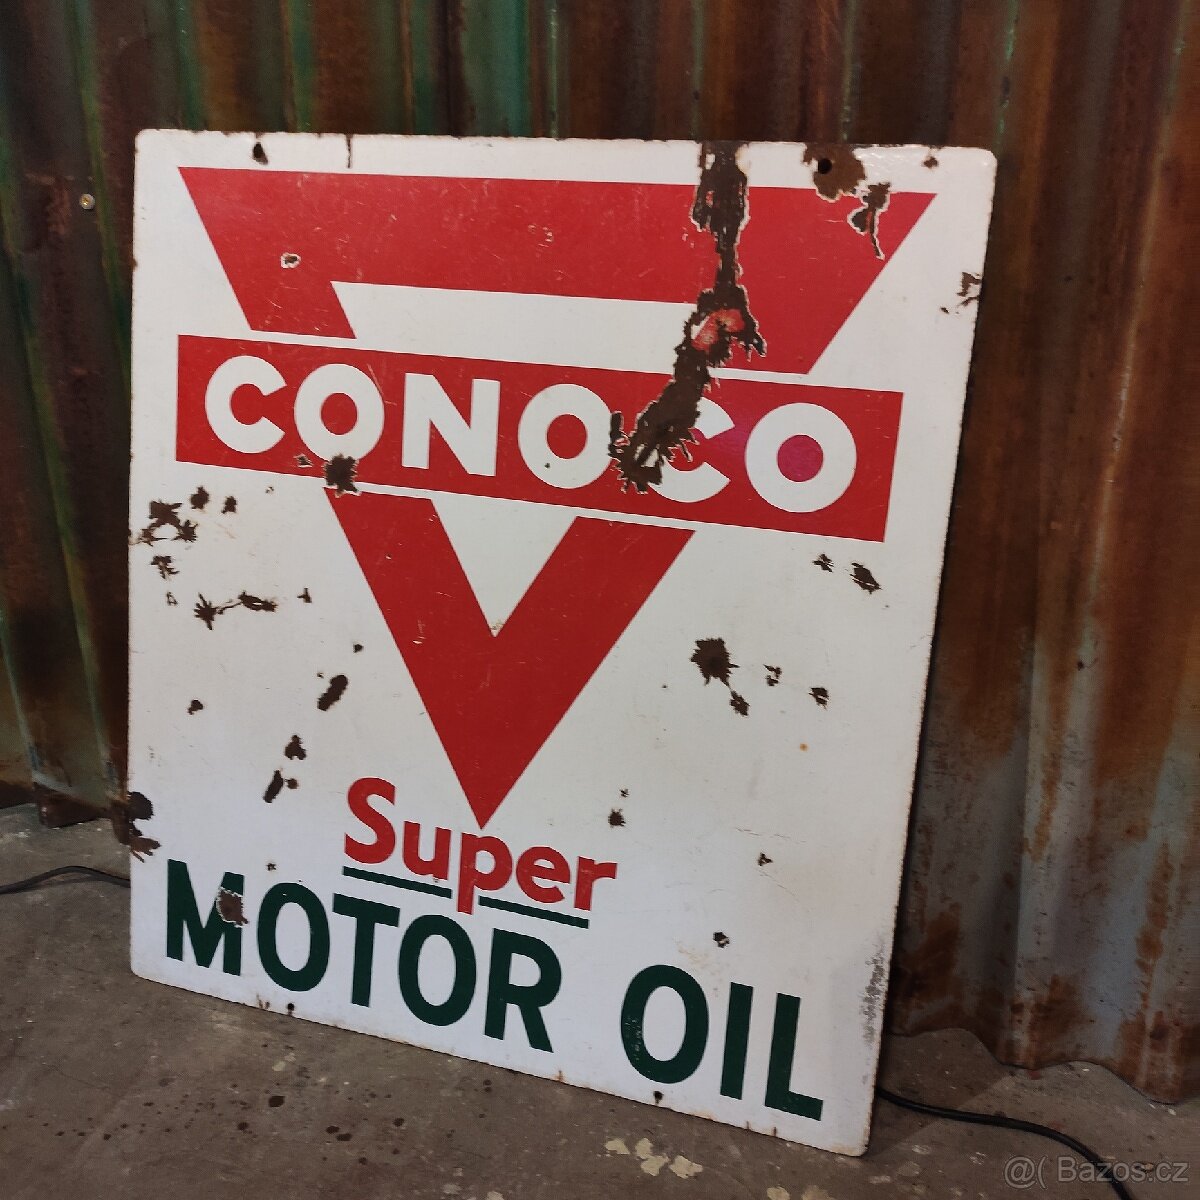 CONOCO
Super
MOTOR OIL
@( Bazos.cz